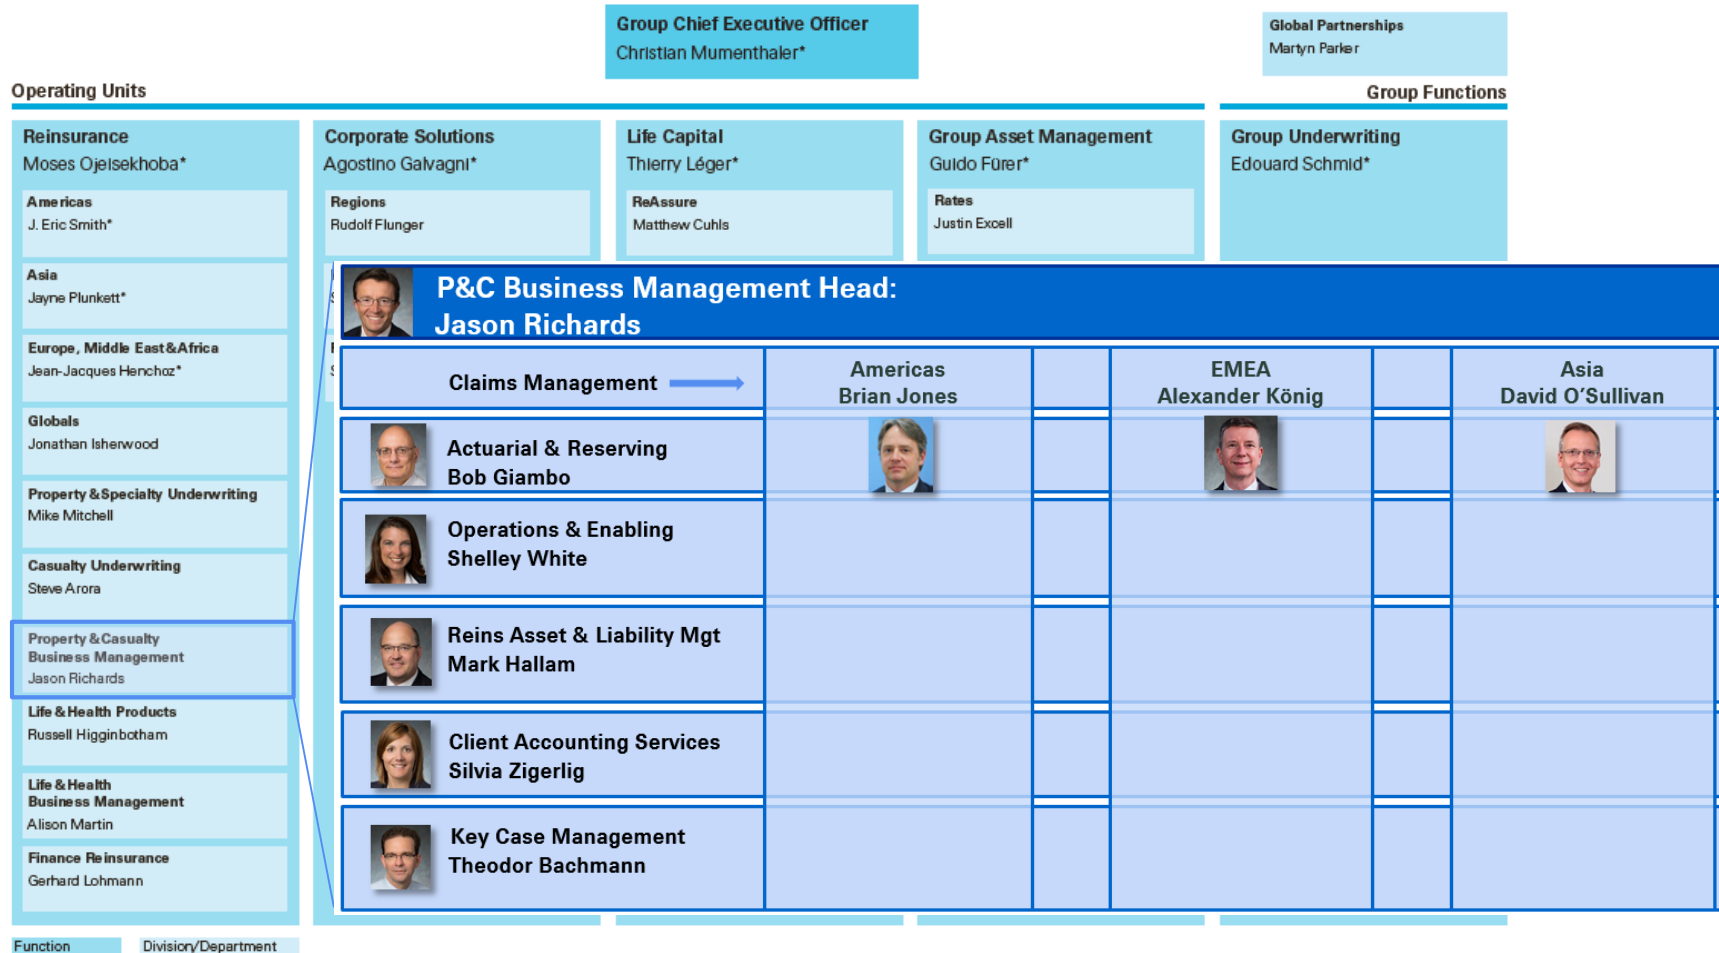 Group Chief Executive Officer
Christian Mumenthaler*
Global Partnerships
Martyn Parker
Operating Units
Group Functions
Reinsurance
Moses Ojeisekhoba*
Americas
J. Eric Smith*
Asia
Jayne Plunkett*
Europe, Middle East&Africa
Jean-Jacques Henchoz*
Globals
Jonathan Isherwood
Property &Specialty Underwriting
Mike Mitchell
Casualty Underwriting
Steve Arora
Property &Casualty
Business Management
Jason Richards
Life &Health Products
Russell Higginbotham
Life &Health
Business Management
Alison Martin
Finance Reinsurance
Gerhard Lohmann
Corporate Solutions
Agostino Galvagni*
Regions
Rudolf Flunger
Life Capital
Thierry Léger*
ReAssure
Matthew Cuhls
Group Asset Management
Guido Fürer*
Rates
Justin Excell
Group Underwriting
Edouard Schmid*
P&C Business Management Head:
Jason Richards
Claims Management
Americas
Brian Jones
EMEA
Alexander König
Asia
David O´Sullivan
Actuarial & Reserving
Bob Giambo
Operations & Enabling
Shelley White
Reins Asset & Liability Mgt
Mark Hallam
Client Accounting Services
Silvia Zigerlig
Key Case Management
Theodor Bachmann
Function
Division/Department